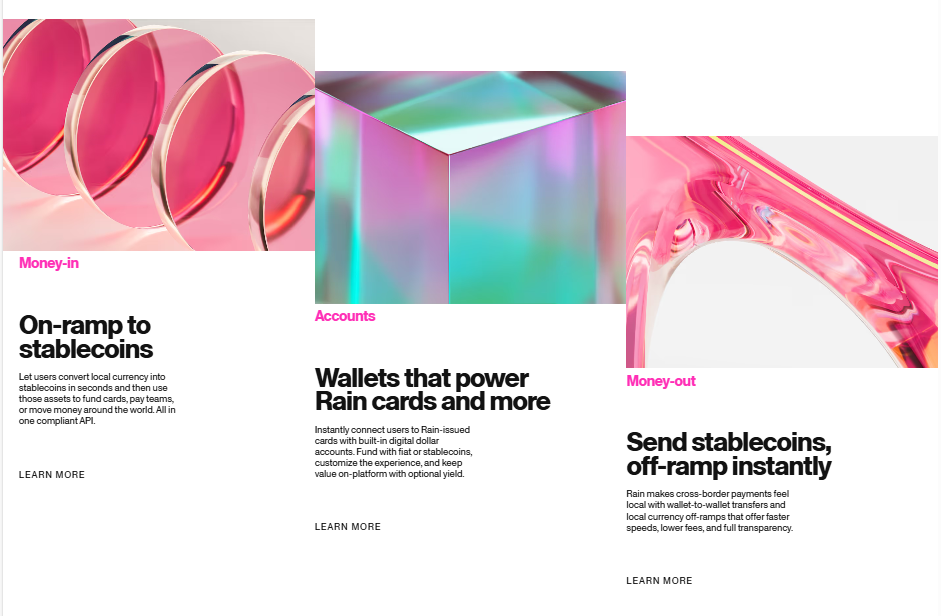 Money-in
On-ramp to
stablecoins
Let users convert local currency into
stablecoins in seconds and then use
those assets to fund cards, pay teams,
or move money around the world. All in
one compliant API.
LEARN MORE
Accounts
Wallets that power
Rain cards and more
Instantly connect users to Rain-issued
cards with built-in digital dollar
accounts. Fund with fiat or stablecoins,
customize the experience, and keep
value on-platform with optional yield.
LEARN MORE
Money-out
Send stablecoins,
off-ramp instantly
Rain makes cross-border payments feel
local with wallet-to-wallet transfers and
local currency off-ramps that offer faster
speeds, lower fees, and full transparency.
LEARN MORE